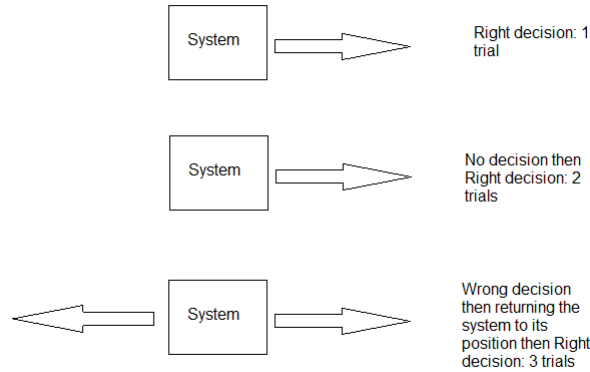 System
Right decision: 1
trial
System
No decision then
Right decision: 2
trials
System
Wrong decision
then returning the
system to its
position then Right
decision: 3 trials